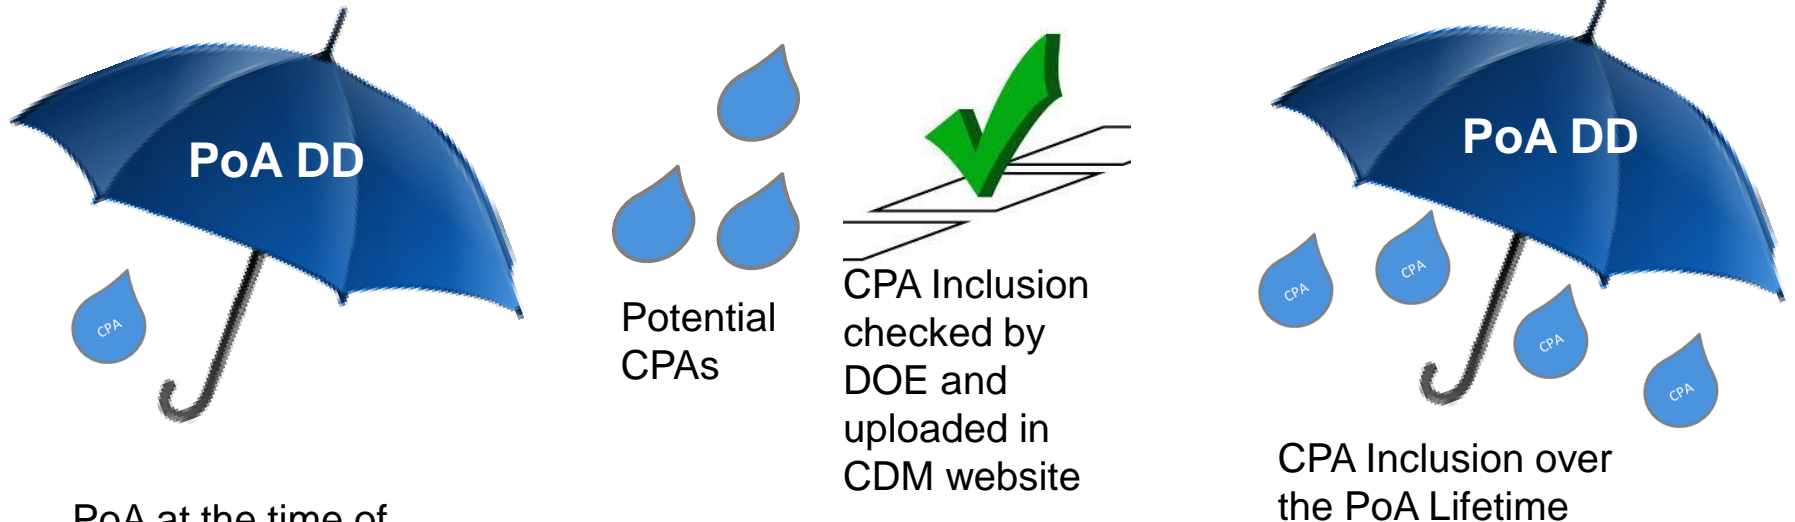 PoA DD
CPA
PoA at the time of
Potential
CPAs
CPA Inclusion
checked by
DOE and
uploaded in
CDM website
PoA DD
CPA
CPA
CPA
CPA
CPA Inclusion over
the PoA Lifetime